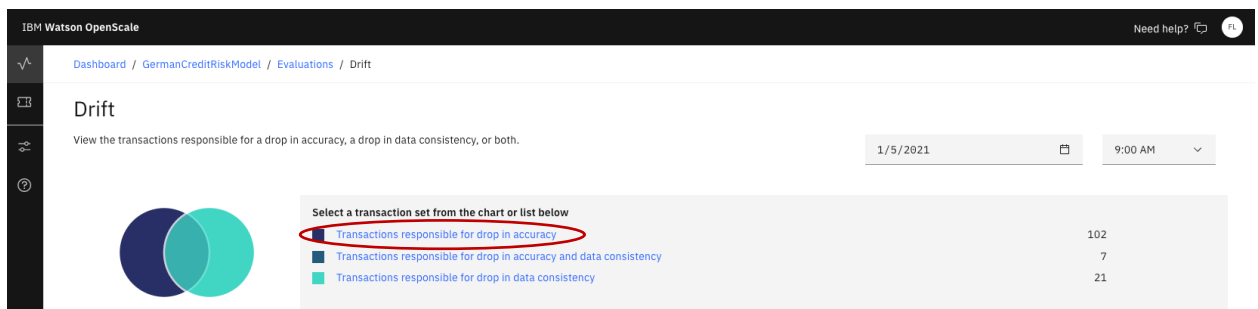 IBM Watson OpenScale
Need help?
FL
Dashboard / GermanCreditRiskModel / Evaluations / Drift
Drift
View the transactions responsible for a drop in accuracy, a drop in data consistency, or both.
1/5/2021
9:00 AM
Select a transaction set from the chart or list below
Transactions responsible for drop in accuracy 102
Transactions responsible for drop in accuracy and data consistency 7
Transactions responsible for drop in data consistency 21